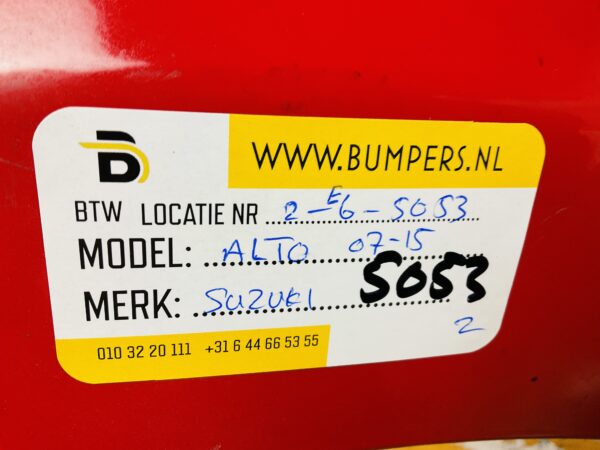 B
WWW.BUMPERS.NL
BTW LOCATIE NR 2-E6-5053
MODEL: ALTO 07-15
MERK: SUZUKI 5053
2
010 32 20 111 +31 6 44 66 53 55